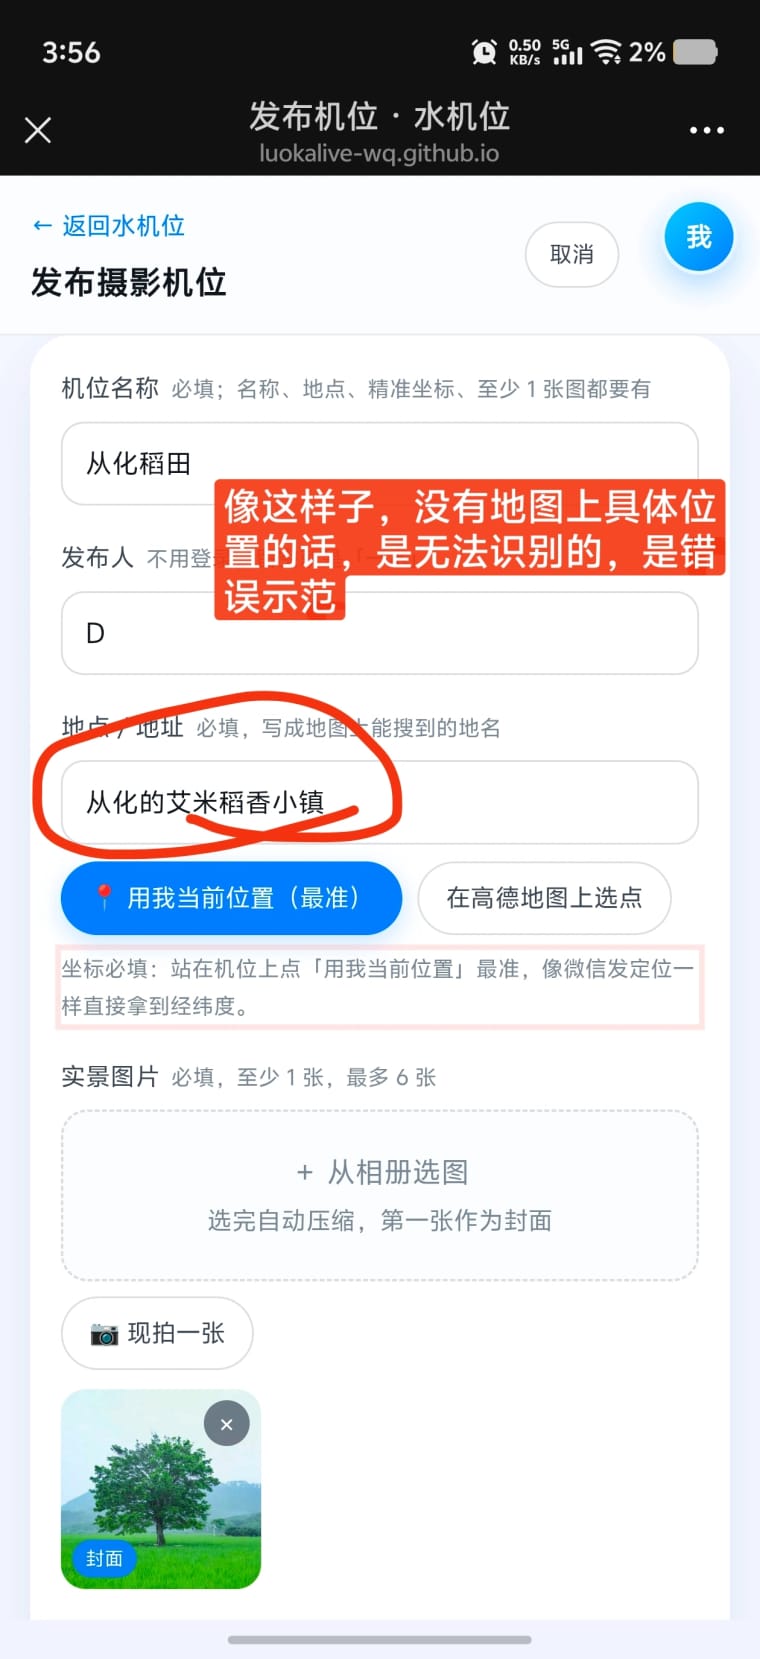 3:56
0.50 KB/s 5G 2%
发布机位 · 水机位
luokalive-wq.github.io
← 返回水机位
取消
我
发布摄影机位
机位名称 必填；名称、地点、精准坐标、至少 1 张图都要有
从化稻田
像这样子，没有地图上具体位
置的话，是无法识别的，是错
误示范
发布人 不用登
D
地点 / 地址 必填，写成地图上能搜到的地名
从化的艾米稻香小镇
📍 用我当前位置（最准）
在高德地图上选点
坐标必填：站在机位上点「用我当前位置」最准，像微信发定位一
样直接拿到经纬度。
实景图片 必填，至少 1 张，最多 6 张
+ 从相册选图
选完自动压缩，第一张作为封面
📷 现拍一张
×
封面